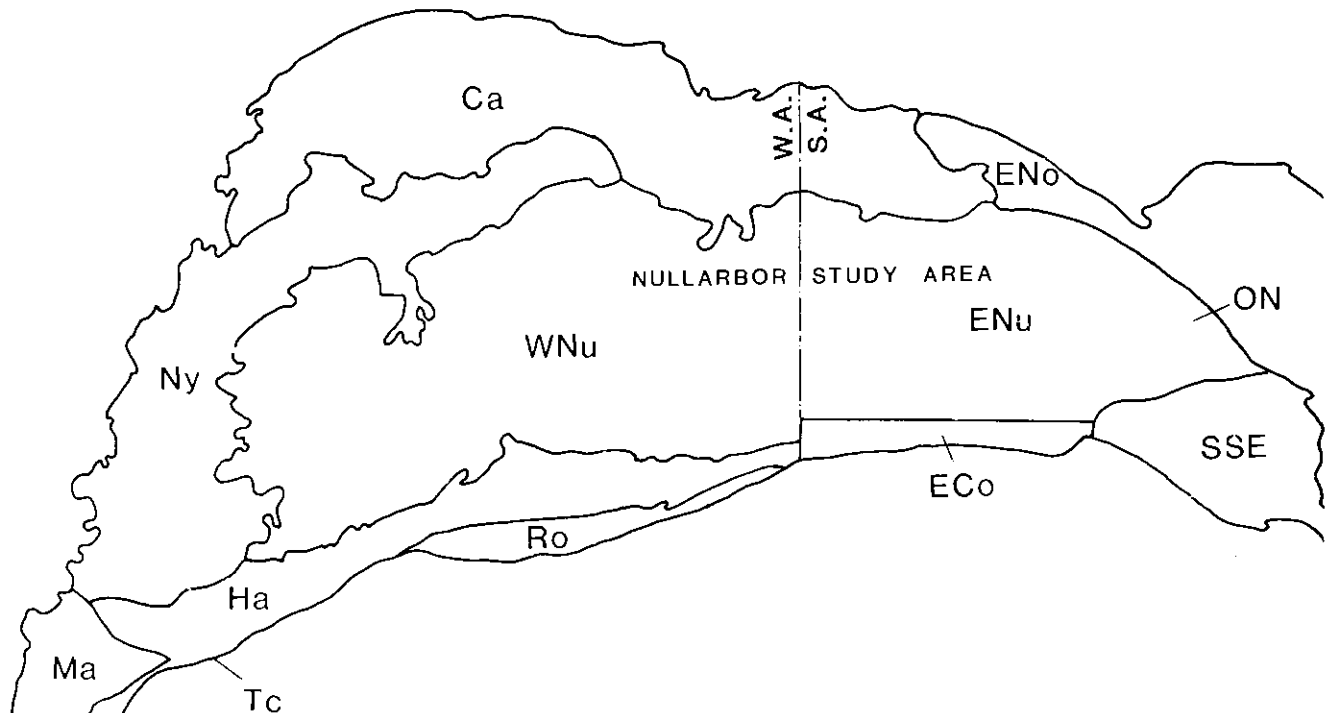 Ca
W.A.
S.A.
ENo
NULLARBOR STUDY AREA
ON
ENu
WNu
Ny
SSE
ECo
Ro
Ha
Ma
Tc